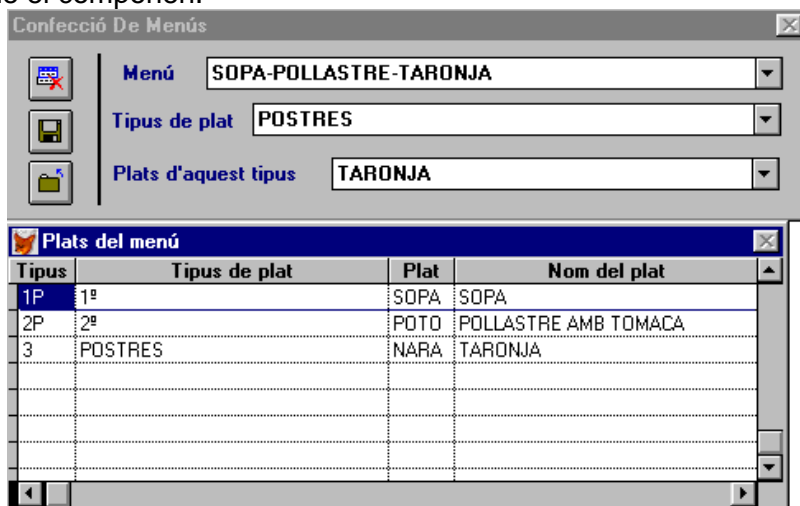 el componen.
Confecció De Menús
Menú SOPA-POLLASTRE-TARONJA
Tipus de plat POSTRES
Plats d'aquest tipus TARONJA
Plats del menú
Tipus Tipus de plat Plat Nom del plat
1P 1º SOPA SOPA
2P 2º POTO POLLASTRE AMB TOMACA
3 POSTRES NARA TARONJA